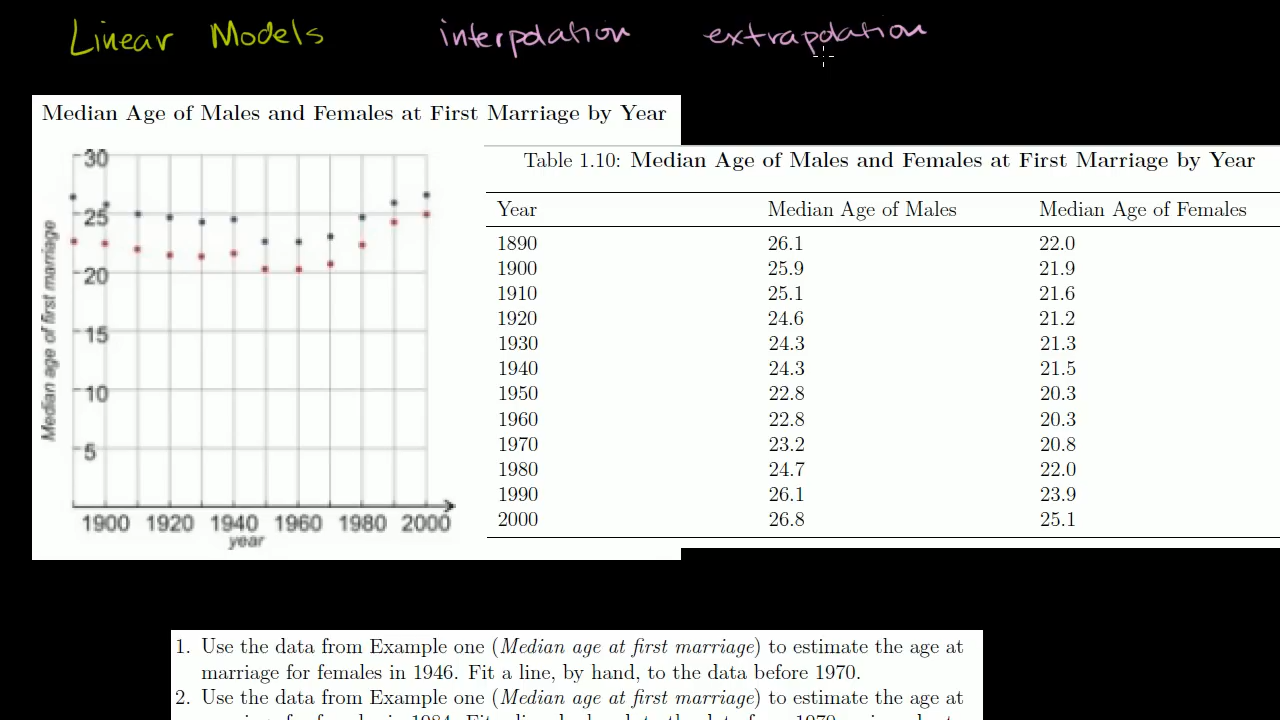 Linear Models interpolation extrapolation
Median Age of Males and Females at First Marriage by Year
30
25
20
15
10
5
Median age of first marriage
1900 1920 1940 1960 1980 2000
year
Table 1.10: Median Age of Males and Females at First Marriage by Year
Year Median Age of Males Median Age of Females
1890 26.1 22.0
1900 25.9 21.9
1910 25.1 21.6
1920 24.6 21.2
1930 24.3 21.3
1940 24.3 21.5
1950 22.8 20.3
1960 22.8 20.3
1970 23.2 20.8
1980 24.7 22.0
1990 26.1 23.9
2000 26.8 25.1
1. Use the data from Example one (Median age at first marriage) to estimate the age at
marriage for females in 1946. Fit a line, by hand, to the data before 1970.
2. Use the data from Example one (Median age at first marriage) to estimate the age at